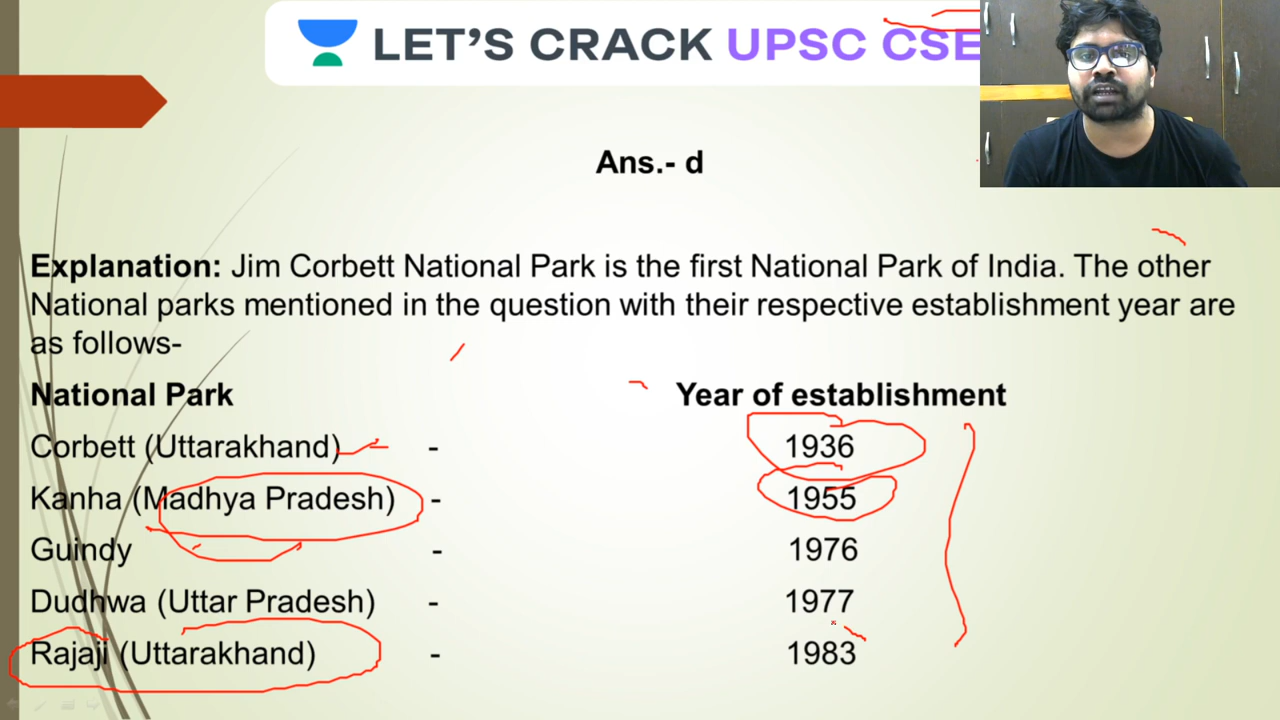 LET'S CRACK UPSC CSE
Ans.- d
Explanation: Jim Corbett National Park is the first National Park of India. The other
National parks mentioned in the question with their respective establishment year are
as follows-
National Park Year of establishment
Corbett (Uttarakhand) - 1936
Kanha (Madhya Pradesh) - 1955
Guindy - 1976
Dudhwa (Uttar Pradesh) - 1977
Rajaji (Uttarakhand) - 1983